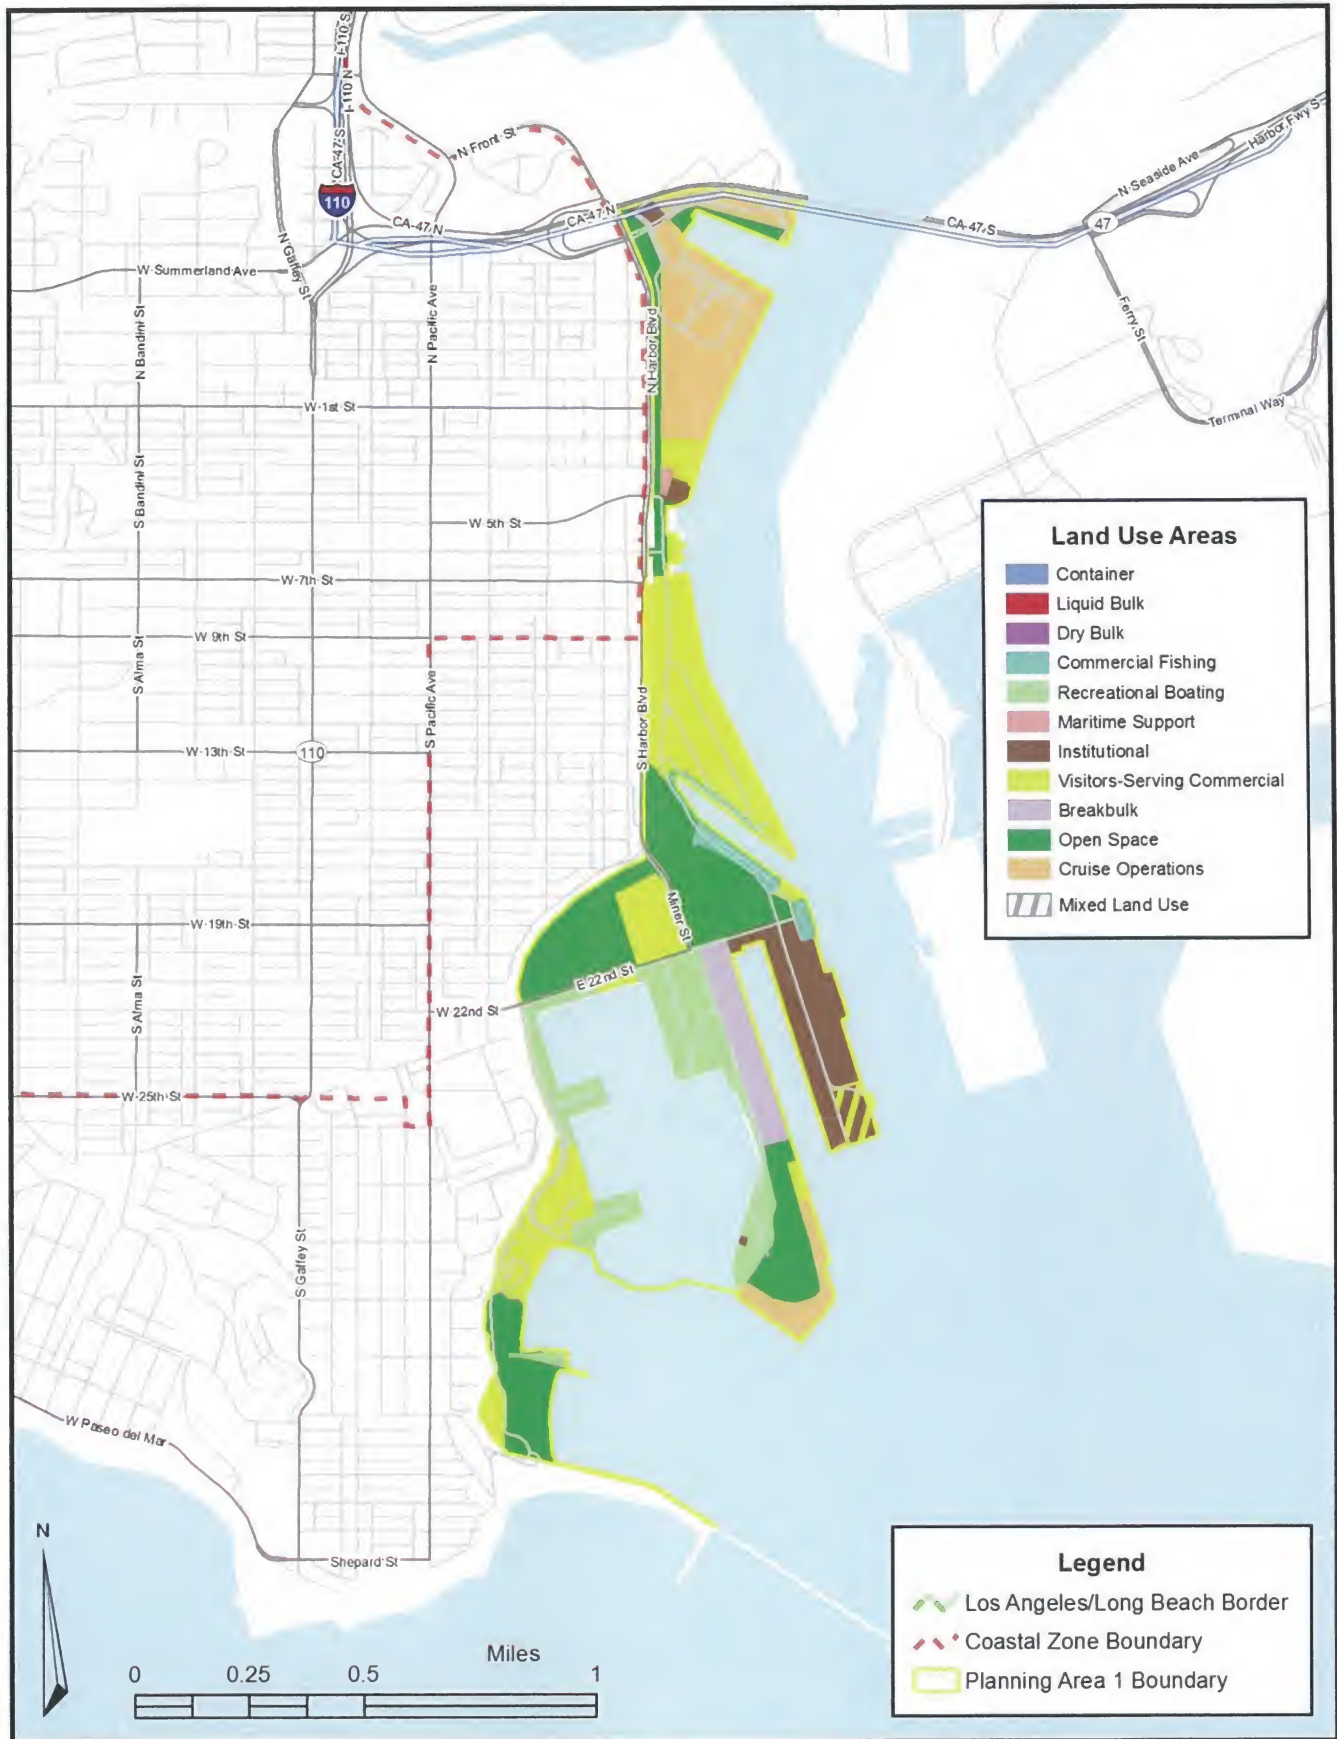 I-110 S
I-110 N
CA-47 S
110
N Front St
CA-47 N
CA-47 N
CA-47 S
47
N Seaside Ave
Harbor Fwy S
N Gaffey St
W Summerland Ave
N Bandini St
N Pacific Ave
N Harbor Blvd
Ferry St
Terminal Way
W 1st St
S Bandini St
W 5th St
W 7th St
W 9th St
S Alma St
S Pacific Ave
S Harbor Blvd
W 13th St
110
Miner St
W 19th St
E 22nd St
W 22nd St
S Alma St
W 25th St
S Gaffey St
W Paseo del Mar
Shepard St
Land Use Areas
Container
Liquid Bulk
Dry Bulk
Commercial Fishing
Recreational Boating
Maritime Support
Institutional
Visitors-Serving Commercial
Breakbulk
Open Space
Cruise Operations
Mixed Land Use
N
Miles
0 0.25 0.5 1
Legend
Los Angeles/Long Beach Border
Coastal Zone Boundary
Planning Area 1 Boundary